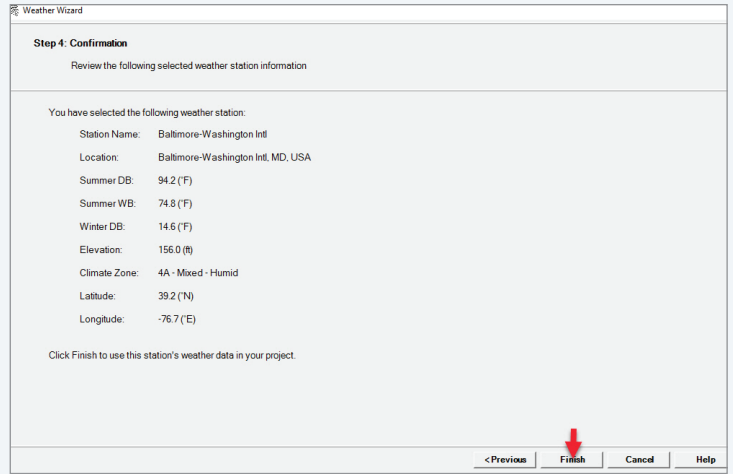 Weather Wizard
Step 4: Confirmation
Review the following selected weather station information
You have selected the following weather station:
Station Name: Baltimore-Washington Intl
Location: Baltimore-Washington Intl, MD, USA
Summer DB: 94.2 (°F)
Summer WB: 74.8 (°F)
Winter DB: 14.6 (°F)
Elevation: 156.0 (ft)
Climate Zone: 4A - Mixed - Humid
Latitude: 39.2 (°N)
Longitude: -76.7 (°E)
Click Finish to use this station's weather data in your project.
< Previous Finish Cancel Help